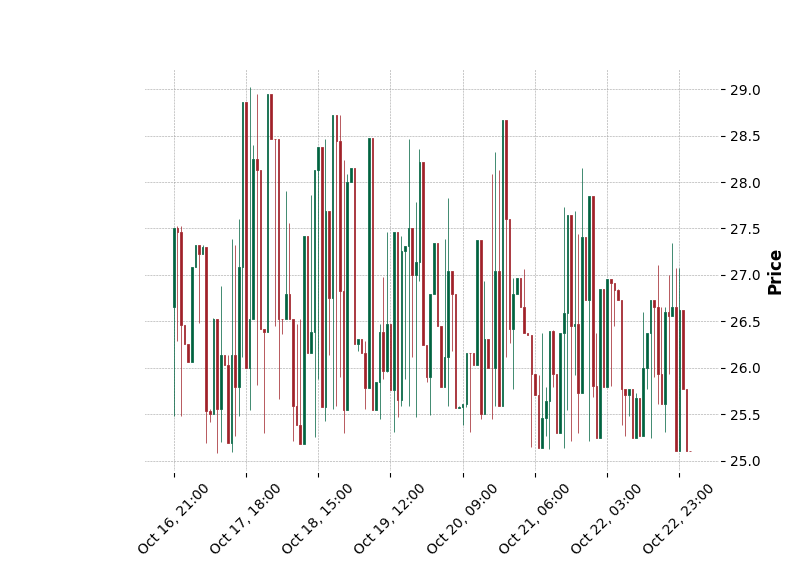 29.0
28.5
28.0
27.5
27.0
26.5
26.0
25.5
25.0
Price
Oct 16, 21:00
Oct 17, 18:00
Oct 18, 15:00
Oct 19, 12:00
Oct 20, 09:00
Oct 21, 06:00
Oct 22, 03:00
Oct 22, 23:00